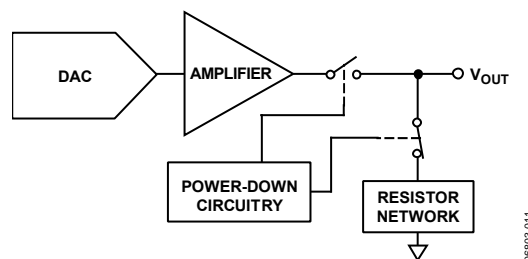 DAC
AMPLIFIER
VOUT
POWER-DOWN
CIRCUITRY
RESISTOR
NETWORK